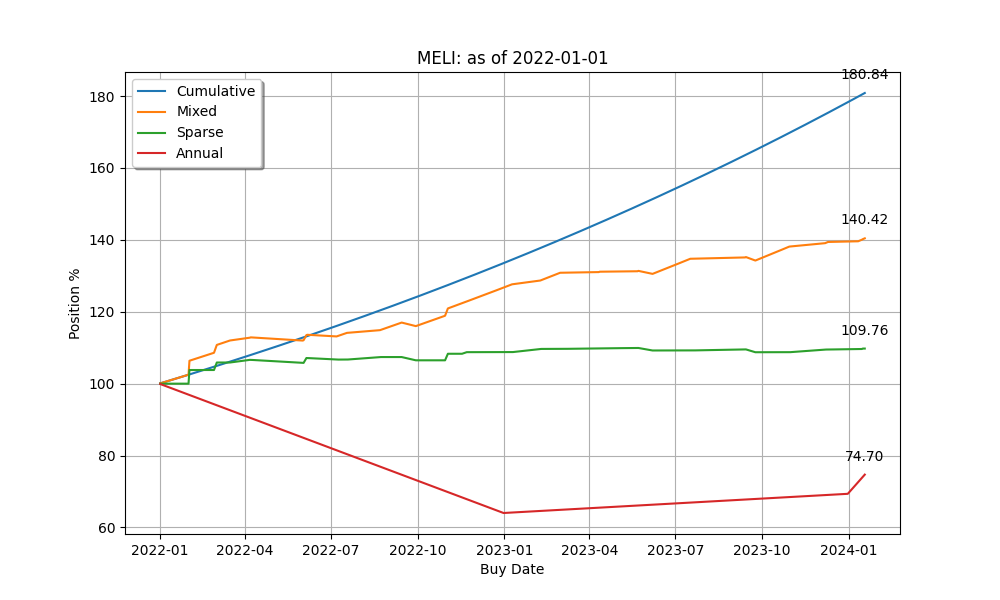 MELI: as of 2022-01-01
180.84
Cumulative
Mixed
Sparse
Annual
140.42
109.76
74.70
Position %
180
160
140
120
100
80
60
2022-01
2022-04
2022-07
2022-10
2023-01
2023-04
2023-07
2023-10
2024-01
Buy Date